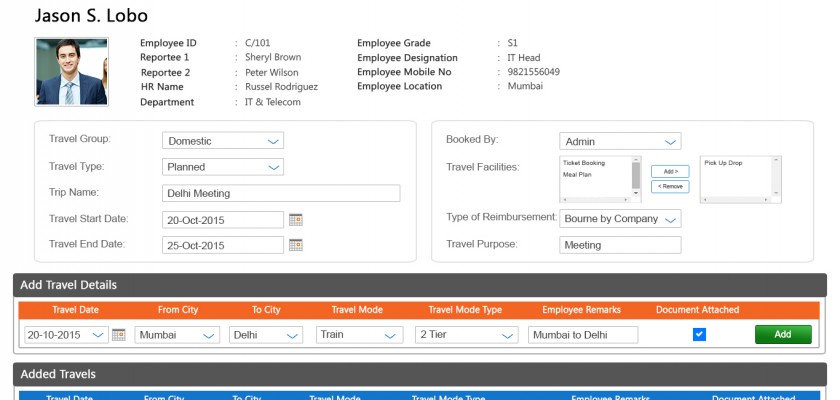 Jason S. Lobo
Employee ID : C/101 Employee Grade : S1
Reportee 1 : Sheryl Brown Employee Designation : IT Head
Reportee 2 : Peter Wilson Employee Mobile No : 9821556049
HR Name : Russel Rodriguez Employee Location : Mumbai
Department : IT & Telecom
Travel Group: Domestic
Travel Type: Planned
Trip Name: Delhi Meeting
Travel Start Date: 20-Oct-2015
Travel End Date: 25-Oct-2015
Booked By: Admin
Travel Facilities: Ticket Booking Add > Pick Up Drop
Meal Plan < Remove
Type of Reimbursement: Bourne by Company
Travel Purpose: Meeting
Add Travel Details
Travel Date From City To City Travel Mode Travel Mode Type Employee Remarks Document Attached
20-10-2015 Mumbai Delhi Train 2 Tier Mumbai to Delhi Add
Added Travels
Travel Date From City To City Travel Mode Travel Mode Type Employee Remarks Document Attached